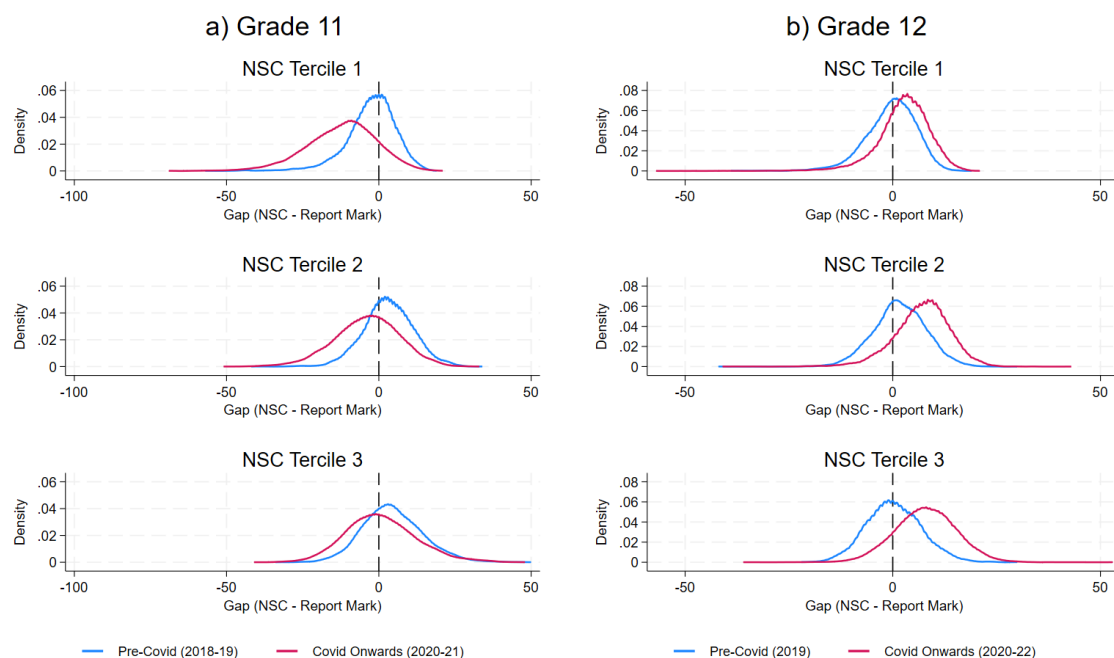 a) Grade 11
NSC Tercile 1
Density
.06
.04
.02
0
-100
-50
0
50
Gap (NSC - Report Mark)
NSC Tercile 2
Density
.06
.04
.02
0
-100
-50
0
50
Gap (NSC - Report Mark)
NSC Tercile 3
Density
.06
.04
.02
0
-100
-50
0
50
Gap (NSC - Report Mark)
Pre-Covid (2018-19)
Covid Onwards (2020-21)
b) Grade 12
NSC Tercile 1
Density
.08
.06
.04
.02
0
-50
0
50
Gap (NSC - Report Mark)
NSC Tercile 2
Density
.08
.06
.04
.02
0
-50
0
50
Gap (NSC - Report Mark)
NSC Tercile 3
Density
.08
.06
.04
.02
0
-50
0
50
Gap (NSC - Report Mark)
Pre-Covid (2019)
Covid Onwards (2020-22)